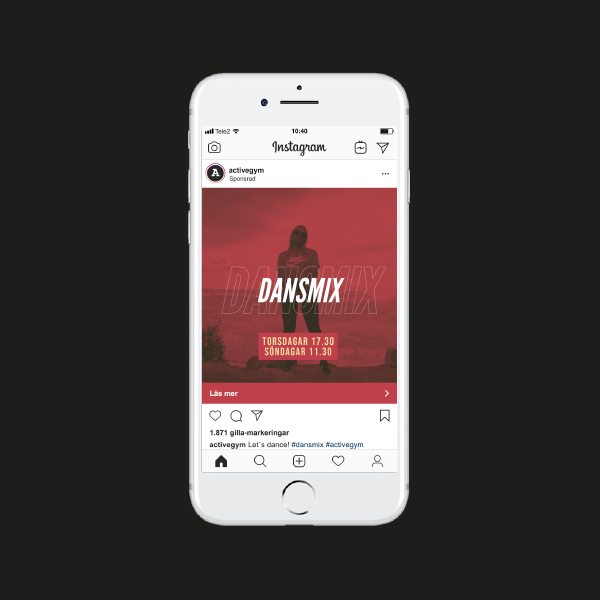 Tele2 10:40
Instagram
A activegym
Sponsrad
DANSMIX
DANSMIX
TORSDAGAR 17.30
SÖNDAGAR 11.30
Läs mer
1.871 gilla-markeringar
activegym Let´s dance! #dansmix #activegym